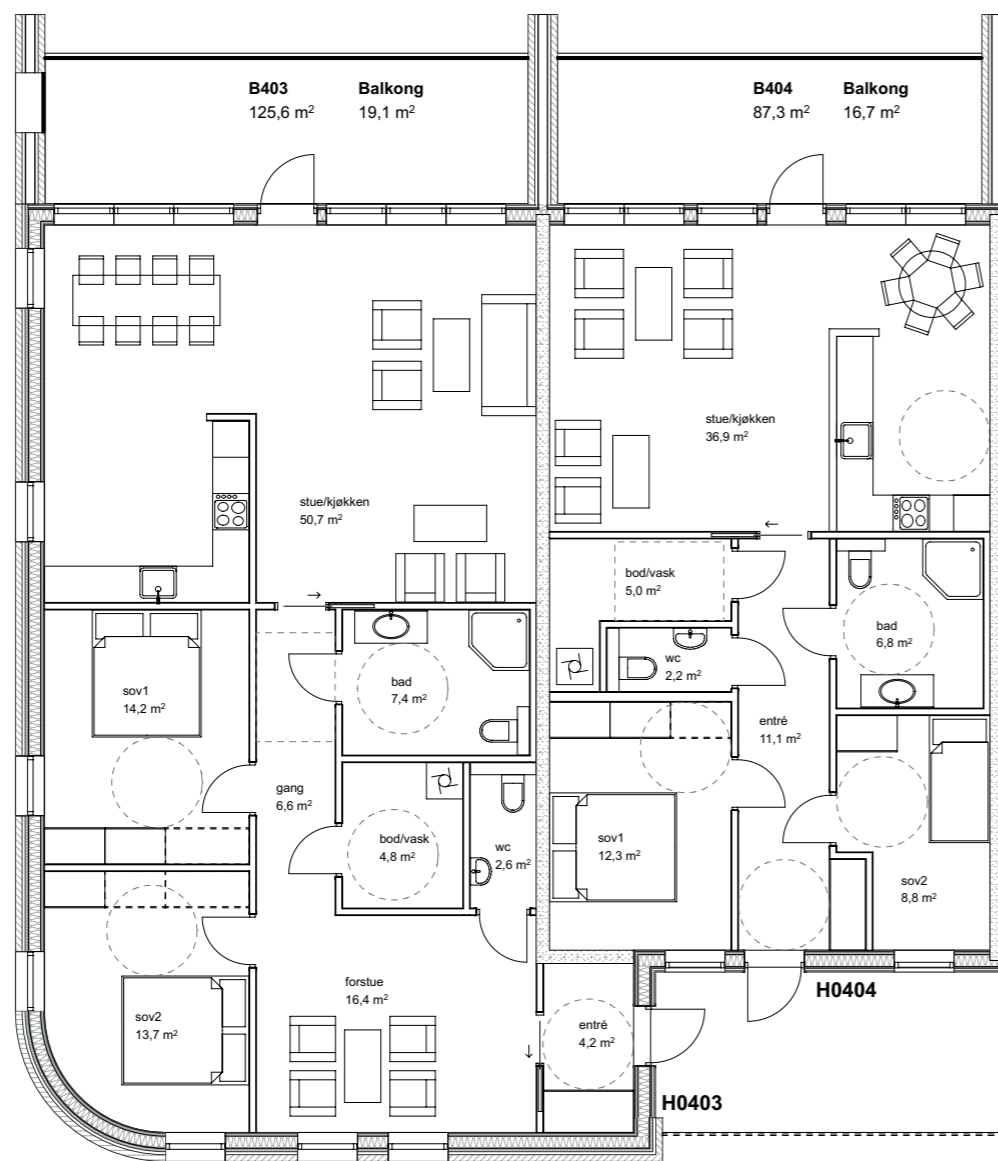 B403 Balkong
125,6 m² 19,1 m²
B404 Balkong
87,3 m² 16,7 m²
stue/kjøkken
36,9 m²
stue/kjøkken
50,7 m²
bod/vask
5,0 m²
bad
6,8 m²
wc
2,2 m²
bad
7,4 m²
sov1
14,2 m²
entré
11,1 m²
gang
6,6 m²
bod/vask
4,8 m²
wc
2,6 m²
sov1
12,3 m²
sov2
8,8 m²
forstue
16,4 m²
H0404
sov2
13,7 m²
entré
4,2 m²
H0403